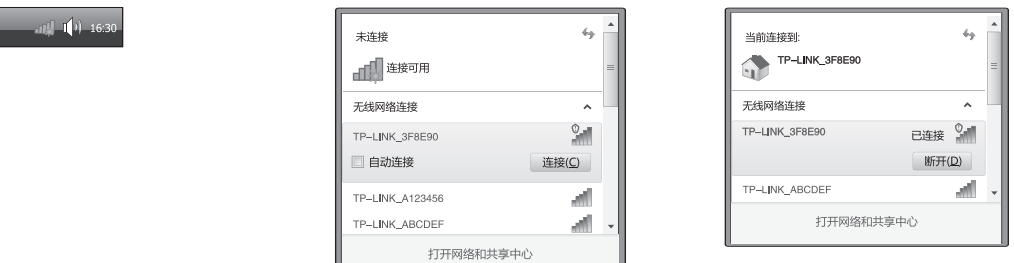 16:30
未连接
连接可用
无线网络连接
TP-LINK_3F8E90
自动连接 连接(C)
TP-LINK_A123456
TP-LINK_ABCDEF
打开网络和共享中心
当前连接到:
TP-LINK_3F8E90
无线网络连接
TP-LINK_3F8E90 已连接
断开(D)
TP-LINK_ABCDEF
打开网络和共享中心